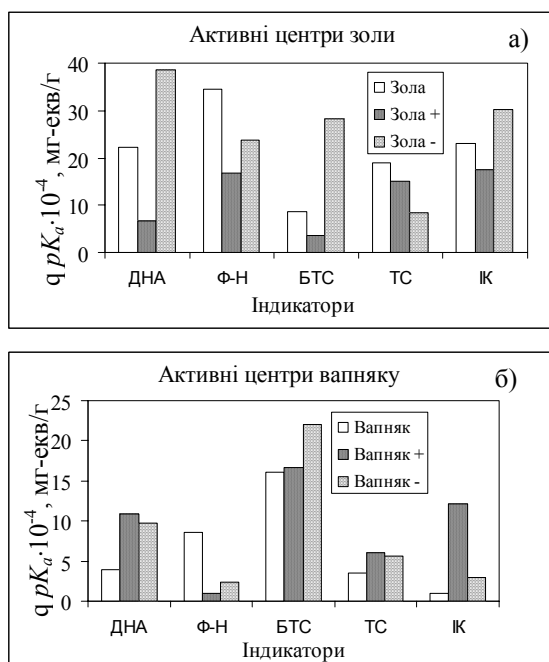 Активні центри золи
а)
q pKa·10-4, мг-екв/г
40
30
20
10
0
Зола
Зола +
Зола -
ДНА Ф-Н БТС ТС ІК
Індикатори
Активні центри вапняку
б)
q pKa·10-4, мг-екв/г
25
20
15
10
5
0
Вапняк
Вапняк +
Вапняк -
ДНА Ф-Н БТС ТС ІК
Індикатори